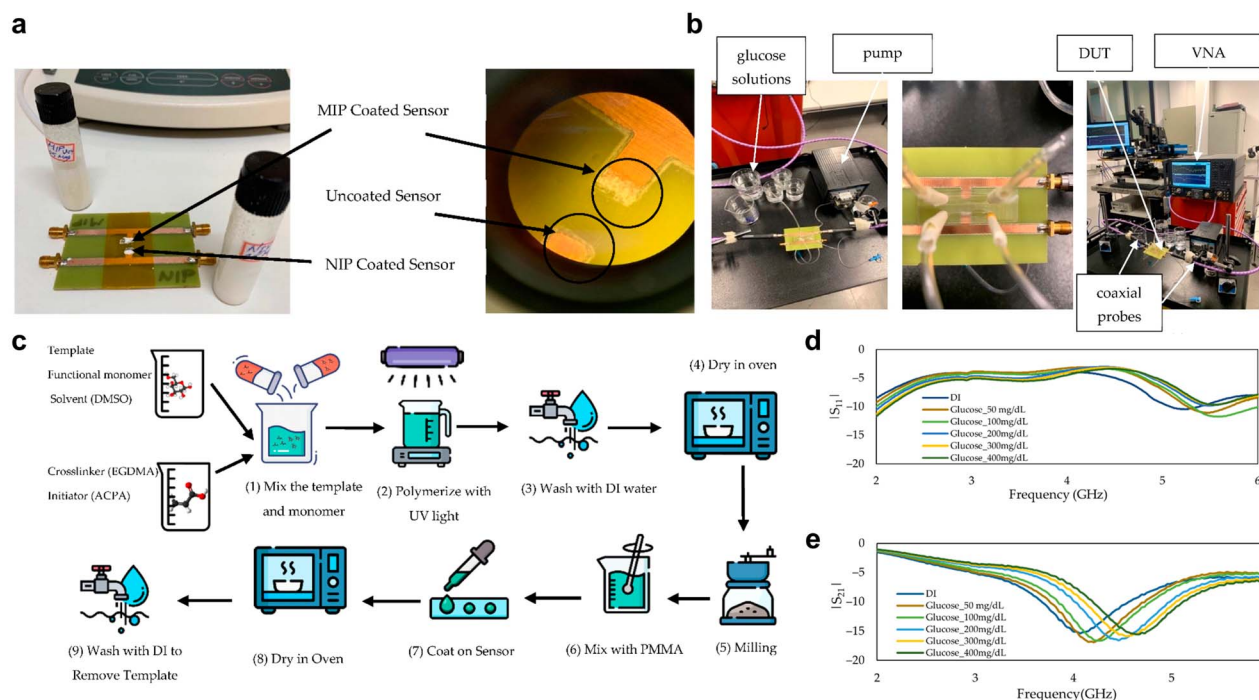 a
MIP Coated Sensor
Uncoated Sensor
NIP Coated Sensor
MIP
NIP
b
glucose
solutions
pump
DUT
VNA
coaxial
probes
c
Template
Functional monomer
Solvent (DMSO)
Crosslinker (EGDMA)
Initiator (ACPA)
(1) Mix the template
and monomer
(2) Polymerize with
UV light
(3) Wash with DI water
(4) Dry in oven
(5) Milling
(6) Mix with PMMA
(7) Coat on Sensor
(8) Dry in Oven
(9) Wash with DI to
Remove Template
d
|S11|
0
−5
−10
−15
−20
DI
Glucose_50 mg/dL
Glucose_100mg/dL
Glucose_200mg/dL
Glucose_300mg/dL
Glucose_400mg/dL
2 3 4 5 6
Frequency (GHz)
e
|S21|
0
−5
−10
−15
−20
DI
Glucose_50 mg/dL
Glucose_100mg/dL
Glucose_200mg/dL
Glucose_300mg/dL
Glucose_400mg/dL
2 3 4 5
Frequency(GHz)